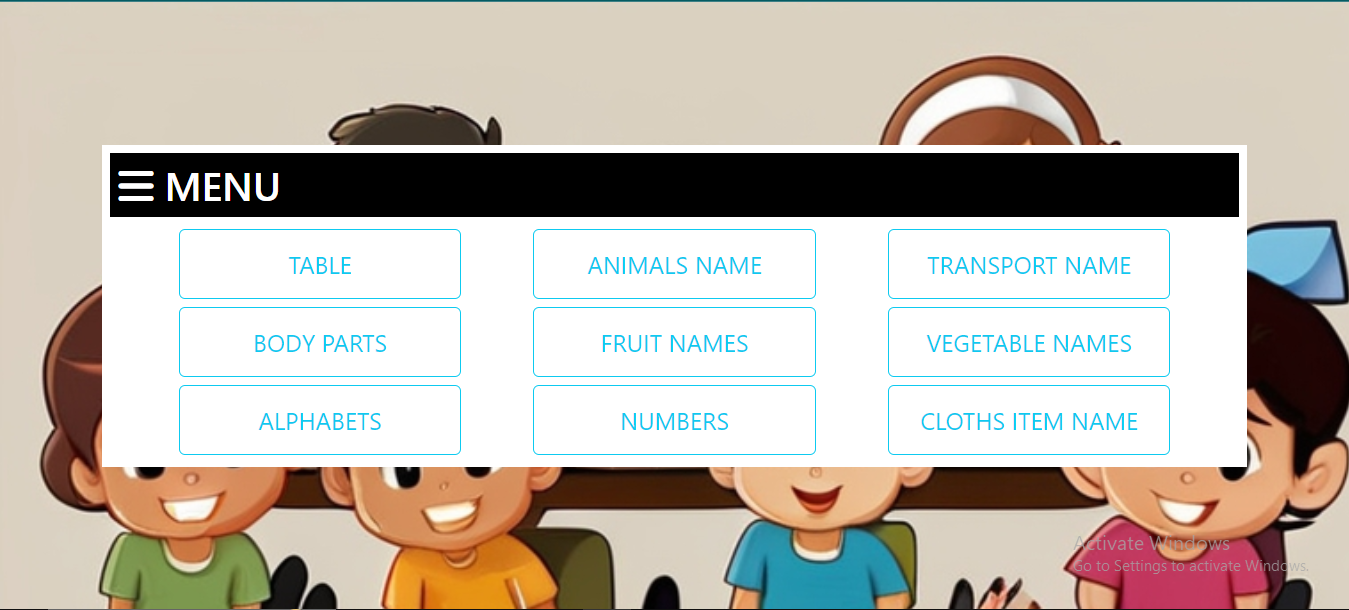 MENU
TABLE
ANIMALS NAME
TRANSPORT NAME
BODY PARTS
FRUIT NAMES
VEGETABLE NAMES
ALPHABETS
NUMBERS
CLOTHS ITEM NAME
Activate Windows
Go to Settings to activate Windows.